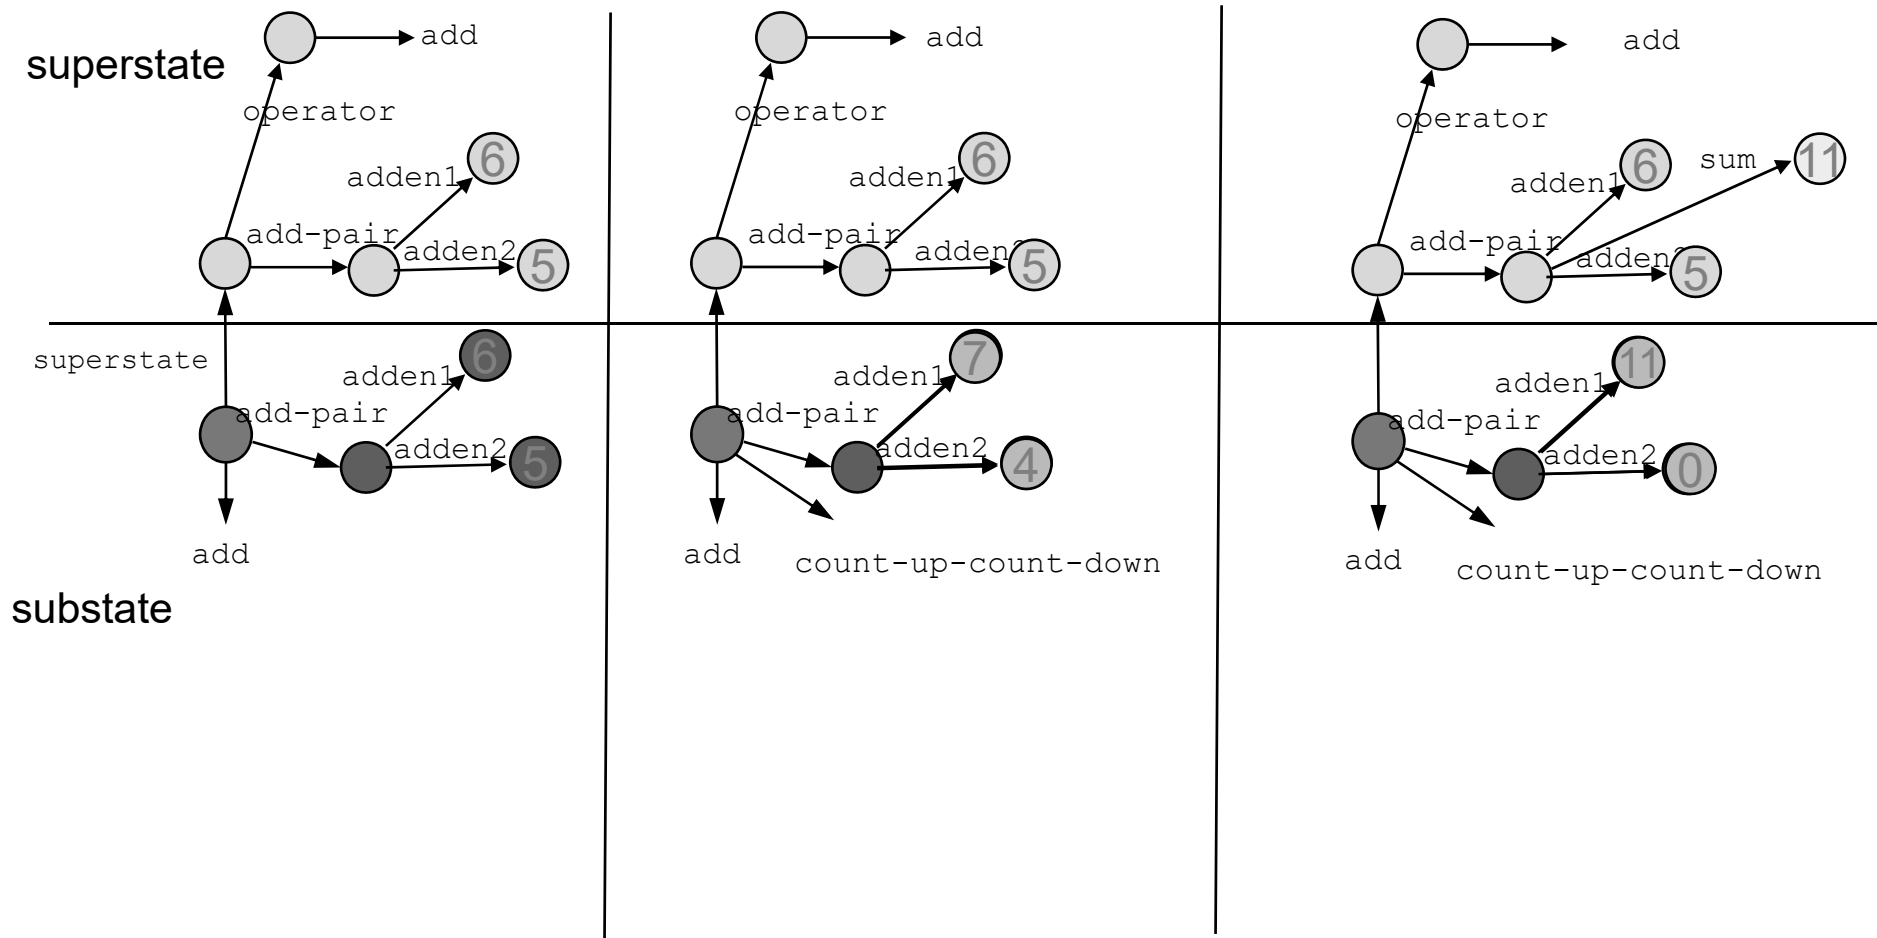 superstate
add
operator
adden1
6
add-pair
adden2
5
add
operator
adden1
6
add-pair
adden
5
add
operator
adden1
6
sum
11
add-pair
adden
5
superstate
adden1
6
add-pair
adden2
5
add
substate
adden1
7
add-pair
adden2
4
add
count-up-count-down
adden1
11
add-pair
adden2
0
add
count-up-count-down